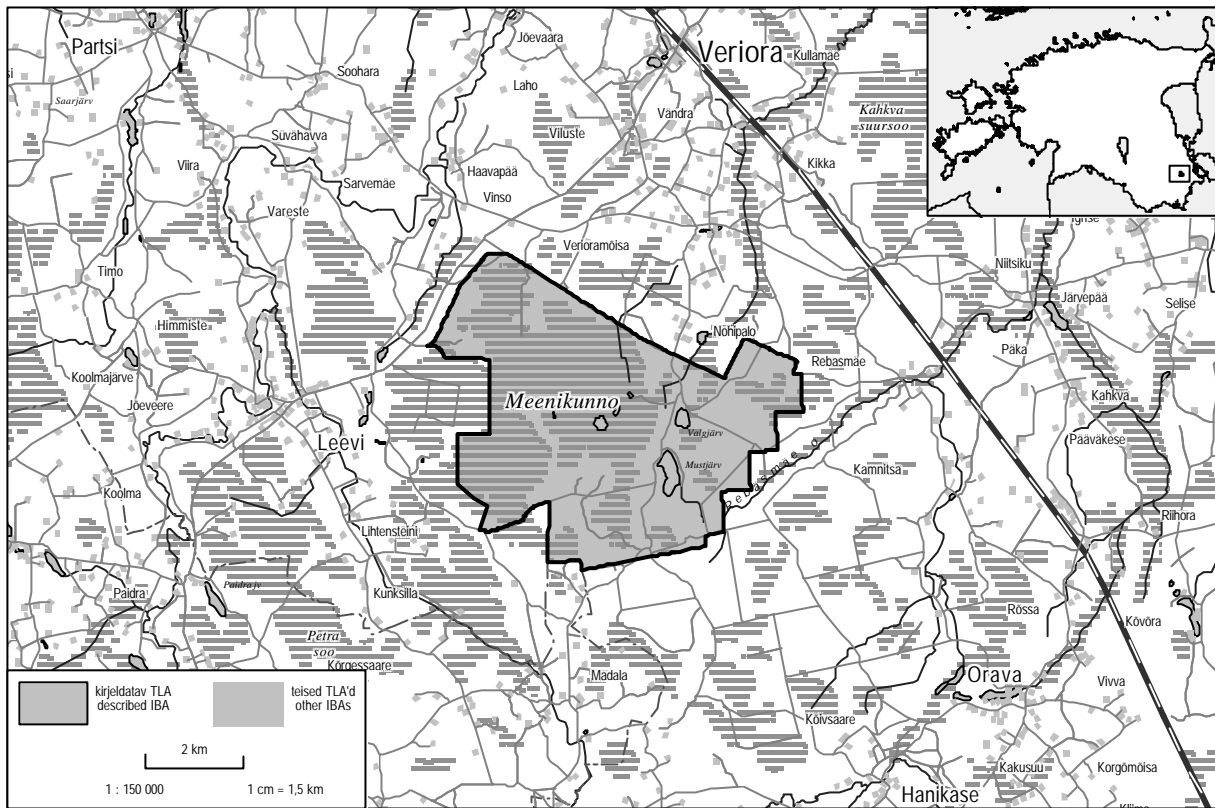 Partsi
Jõevaara
Veriora
Kullamäe
Soohara
Laho
Saarjärv
Vändra
Kahkva
suursoo
Suvahavva
Viluste
Viira
Haavapää
Kikka
Sarvemäe
Vinso
Vareste
Verioramõisa
Niitsiku
Timo
Järvepää
Selise
Himmiste
Nohipalo
Rebasmäe
Päka
Koolmajärve
Jõeveere
Meenikunno
Kahkva
Valgjärv
Leevi
Pääväkese
Mustjärv
Kamnitsa
Rebasmäe o
Koolma
Riihora
Lihtensteini
Paidra
Paidra jv
Kunksilla
Rõssa
Kõvõra
Petra
soo
Kõrgessaare
Madala
Orava
Vivva
Koivsaare
Kakusuu
Korgõmõisa
Hanikase
kirjeldatav TLA
described IBA
teised TLA'd
other IBAs
2 km
1 : 150 000
1 cm = 1,5 km